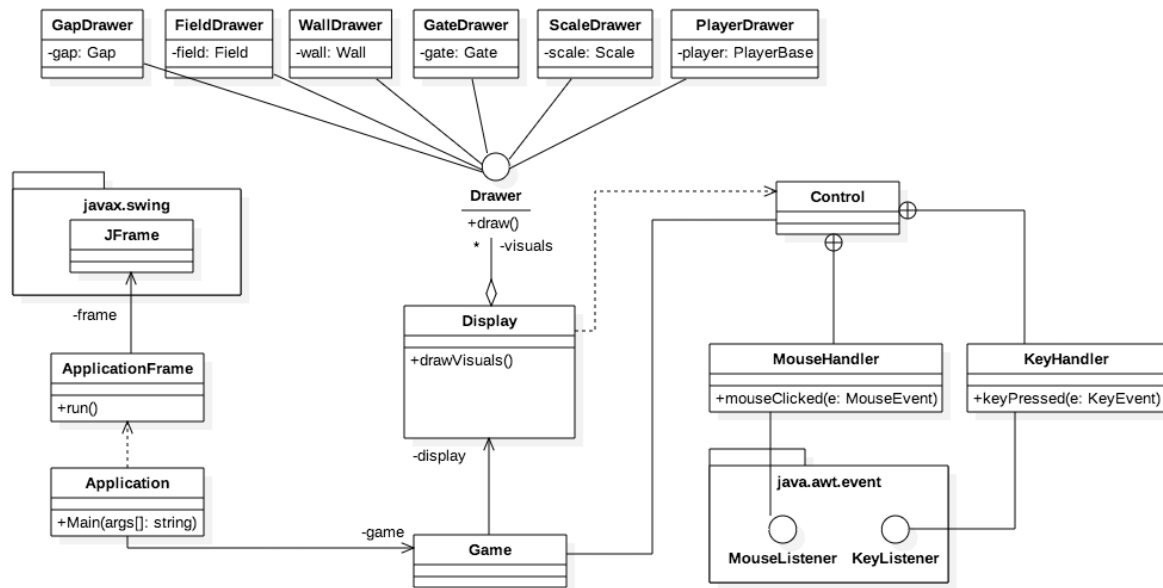 GapDrawer
-gap: Gap
FieldDrawer
-field: Field
WallDrawer
-wall: Wall
GateDrawer
-gate: Gate
ScaleDrawer
-scale: Scale
PlayerDrawer
-player: PlayerBase
Drawer
+draw()
* -visuals
javax.swing
JFrame
-frame
ApplicationFrame
+run()
Application
+Main(args[]: string)
-game
Display
+drawVisuals()
-display
Game
Control
MouseHandler
+mouseClicked(e: MouseEvent)
KeyHandler
+keyPressed(e: KeyEvent)
java.awt.event
MouseListener
KeyListener